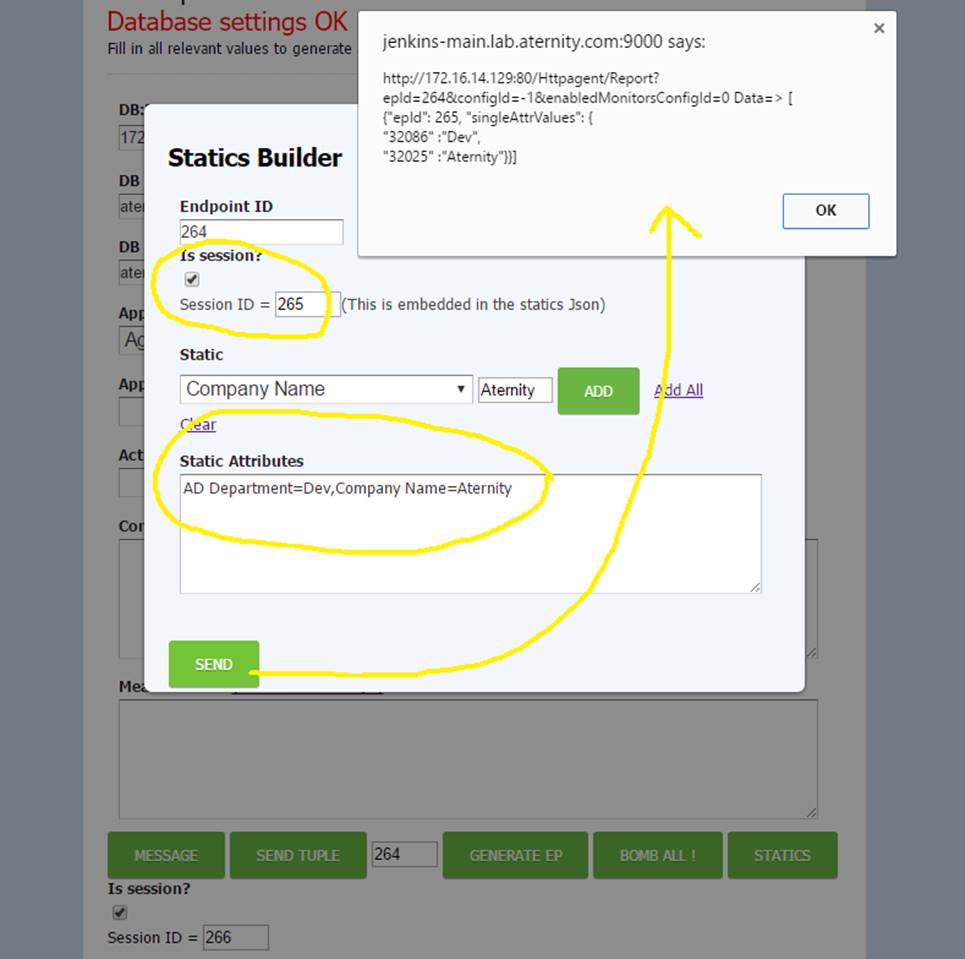 Database settings OK
Fill in all relevant values to generate
jenkins-main.lab.aternity.com:9000 says:
http://172.16.14.129:80/Httpagent/Report?
epId=264&configId=-1&enabledMonitorsConfigId=0 Data=> [
{"epId": 265, "singleAttrValues": {
"32086" :"Dev",
"32025" :"Aternity"}}]
OK
DB:
172
DB
ater
DB
ater
App
Ag
App
Act
Con
Statics Builder
Endpoint ID
264
Is session?
Session ID = 265 (This is embedded in the statics Json)
Static
Company Name Aternity ADD Add All
Clear
Static Attributes
AD Department=Dev,Company Name=Aternity
SEND
Mea
MESSAGE SEND TUPLE 264 GENERATE EP BOMB ALL ! STATICS
Is session?
Session ID = 266